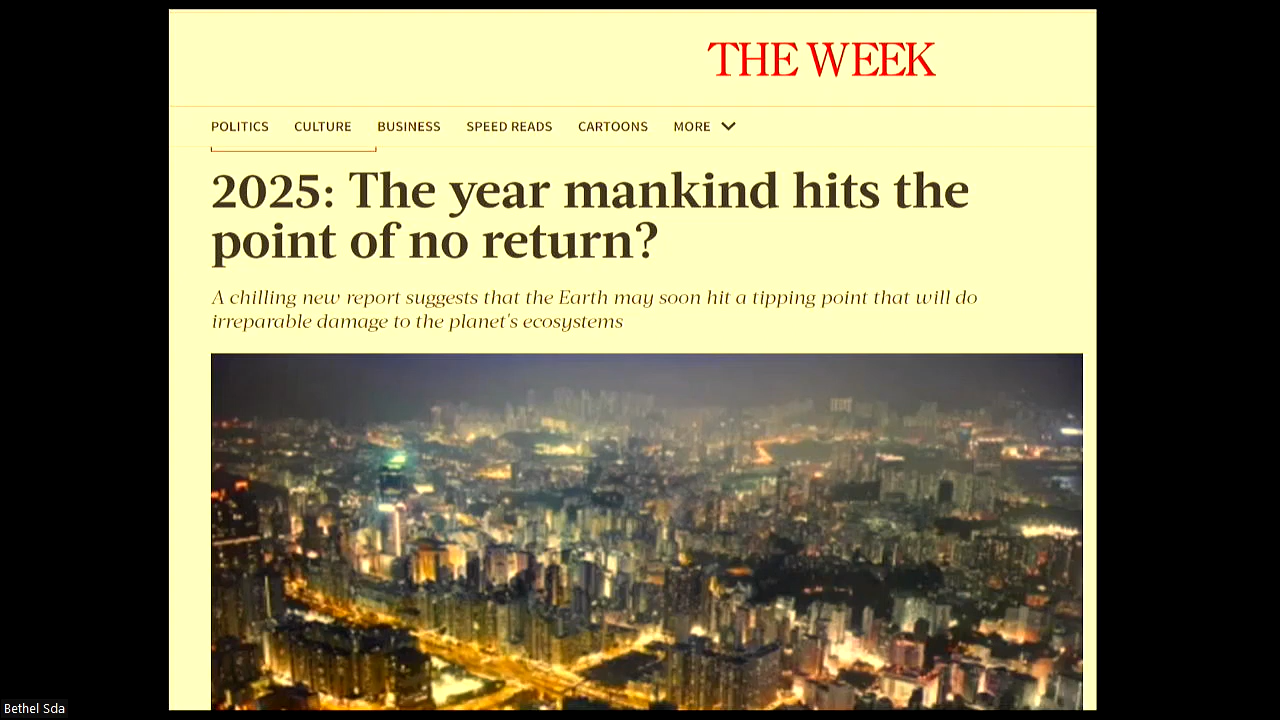 THE WEEK
POLITICS CULTURE BUSINESS SPEED READS CARTOONS MORE
2025: The year mankind hits the
point of no return?
A chilling new report suggests that the Earth may soon hit a tipping point that will do
irreparable damage to the planet's ecosystems
Bethel Sda